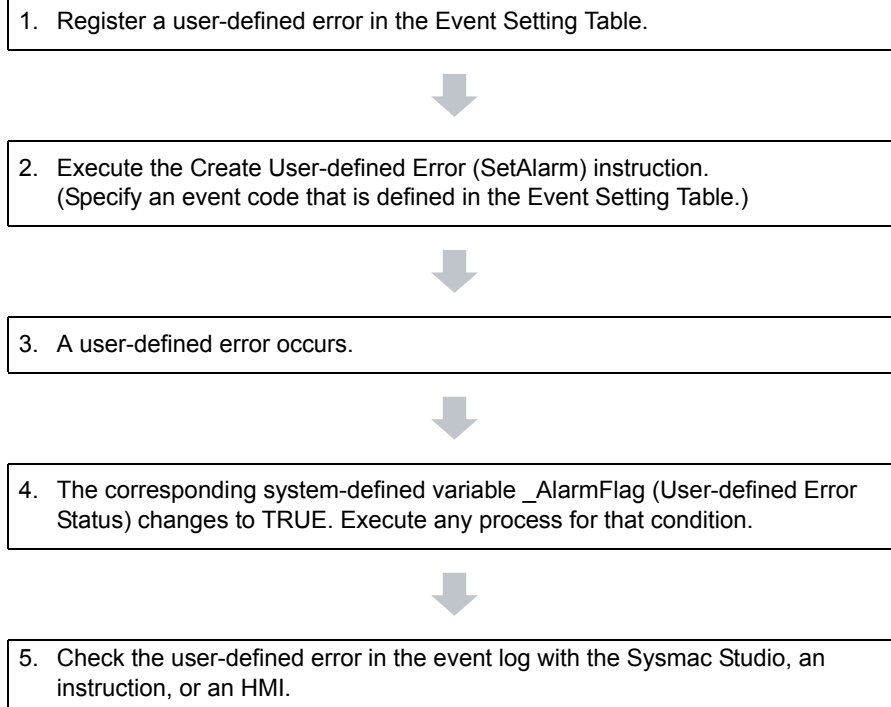 1. Register a user-defined error in the Event Setting Table.
2. Execute the Create User-defined Error (SetAlarm) instruction.
(Specify an event code that is defined in the Event Setting Table.)
3. A user-defined error occurs.
4. The corresponding system-defined variable _AlarmFlag (User-defined Error
Status) changes to TRUE. Execute any process for that condition.
5. Check the user-defined error in the event log with the Sysmac Studio, an
instruction, or an HMI.